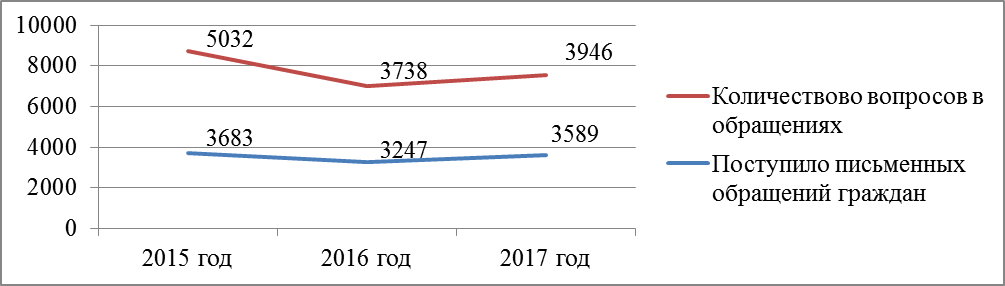 10000
8000
6000
4000
2000
0
5032
3738
3946
3683
3247
3589
2015 год
2016 год
2017 год
Количествово вопросов в
обращениях
Поступило письменных
обращений граждан